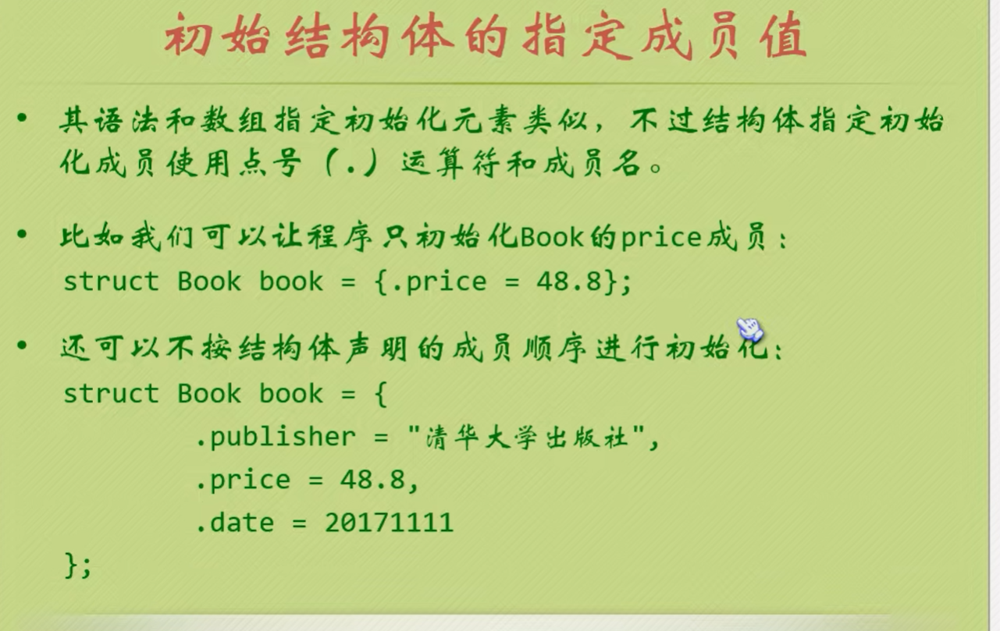 初始结构体的指定成员值
• 其语法和数组指定初始化元素类似，不过结构体指定初始
化成员使用点号（.）运算符和成员名。
• 比如我们可以让程序只初始化Book的price成员：
struct Book book = {.price = 48.8};
• 还可以不按结构体声明的成员顺序进行初始化：
struct Book book = {
.publisher = "清华大学出版社",
.price = 48.8,
.date = 20171111
};